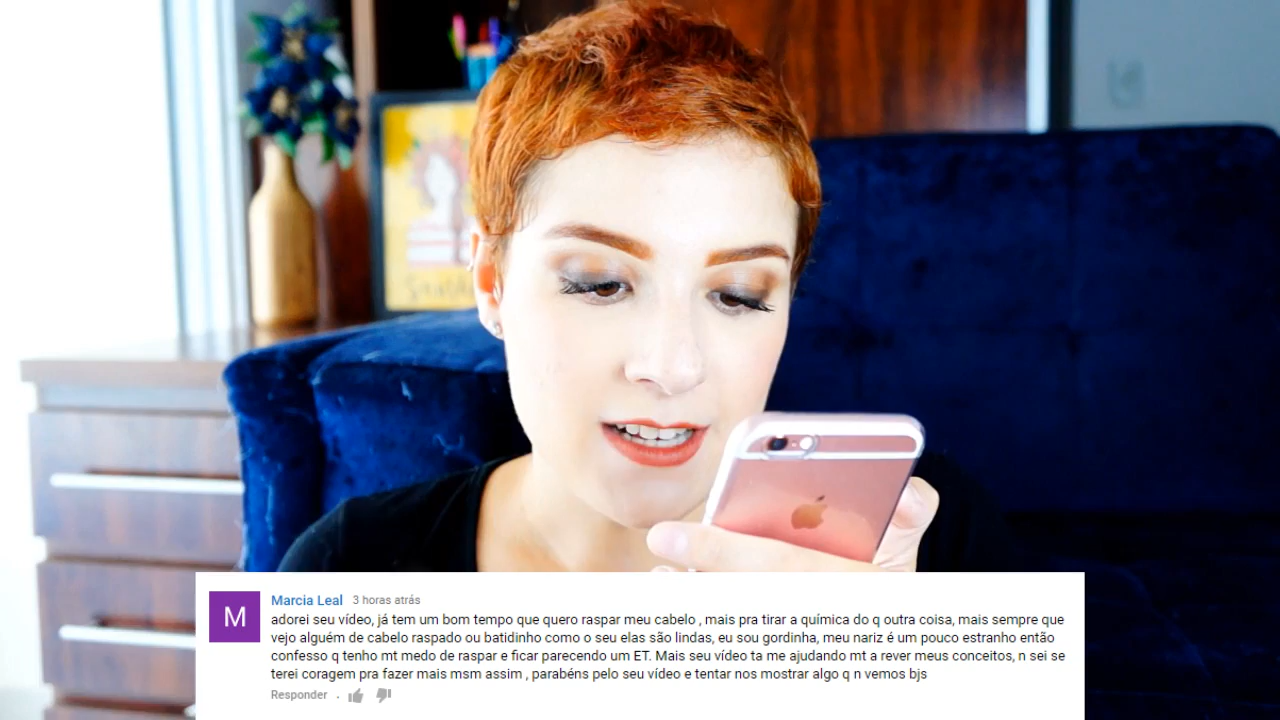 M
Marcia Leal 3 horas atrás
adorei seu vídeo, já tem um bom tempo que quero raspar meu cabelo , mais pra tirar a química do q outra coisa, mais sempre que
vejo alguém de cabelo raspado ou batidinho como o seu elas são lindas, eu sou gordinha, meu nariz é um pouco estranho então
confesso q tenho mt medo de raspar e ficar parecendo um ET. Mais seu vídeo ta me ajudando mt a rever meus conceitos, n sei se
terei coragem pra fazer mais msm assim , parabéns pelo seu vídeo e tentar nos mostrar algo q n vemos bjs
Responder .